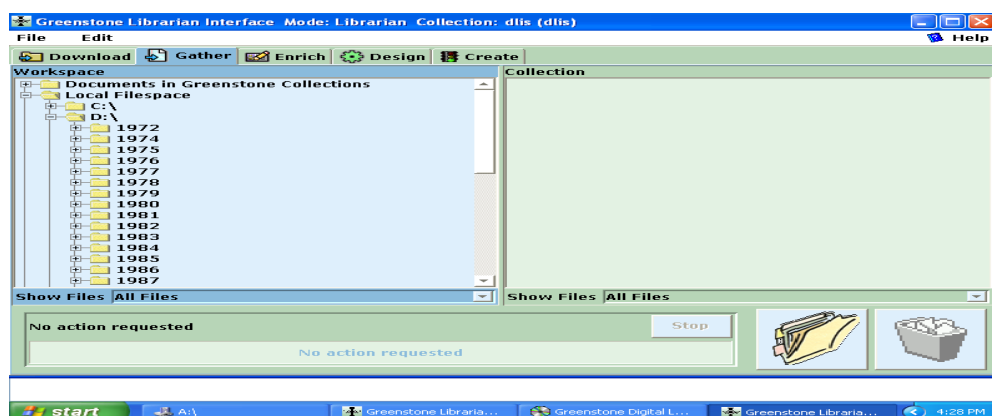 Greenstone Librarian Interface Mode: Librarian Collection: dlis (dlis)
File Edit Help
Download Gather Enrich Design Create
Workspace
Documents in Greenstone Collections
Local Filespace
C:\
D:\
1972
1974
1975
1976
1977
1978
1979
1980
1981
1982
1983
1984
1985
1986
1987
Show Files All Files
Collection
Show Files All Files
No action requested
Stop
No action requested
start A:\ Greenstone Libraria... Greenstone Digital L... Greenstone Libraria... 4:28 PM